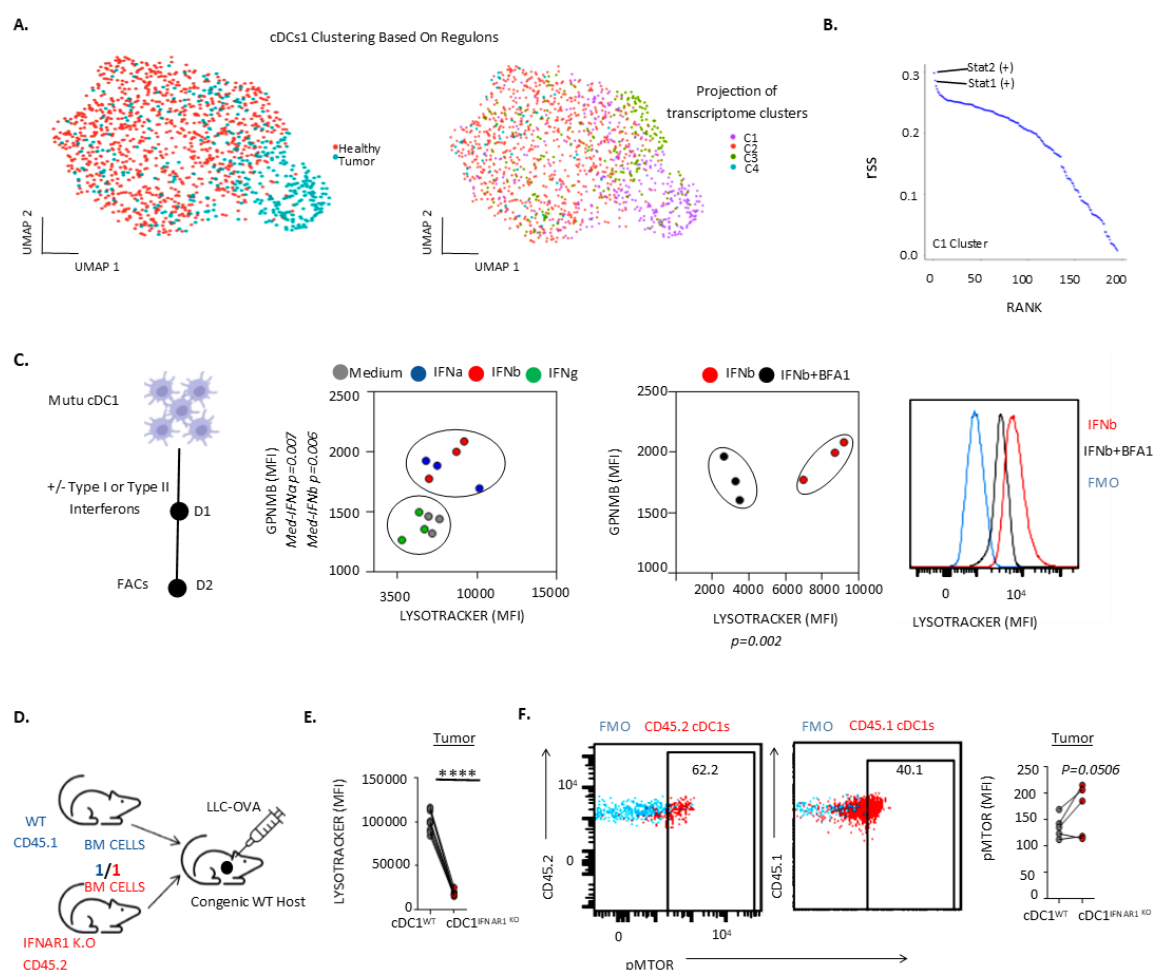 A.
cDCs1 Clustering Based On Regulons
Healthy
Tumor
UMAP 2
UMAP 1
Projection of
transcriptome clusters
C1
C2
C3
C4
UMAP 2
UMAP 1
B.
Stat2 (+)
Stat1 (+)
0.3
0.2
0.1
0.0
rss
C1 Cluster
0
50
100
150
200
RANK
C.
Mutu cDC1
+/- Type I or Type II
Interferons
D1
FACs
D2
Medium
IFNa
IFNb
IFNg
2500
2000
1500
1000
GPNMB (MFI)
Med-IFNα p=0.007
Med-IFNb p=0.006
3500
10000
15000
LYSOTRACKER (MFI)
IFNb
IFNb+BFA1
2500
2000
1500
1000
GPNMB (MFI)
2000
4000
6000
8000
10000
LYSOTRACKER (MFI)
p=0.002
IFNb
IFNb+BFA1
FMO
0
10⁴
LYSOTRACKER (MFI)
D.
WT
CD45.1
BM CELLS
1/1
BM CELLS
IFNAR1 K.O
CD45.2
LLC-OVA
Congenic WT Host
E.
Tumor
****
150000
100000
50000
0
LYSOTRACKER (MFI)
cDC1ᵂᵀ
cDC1ᴵᶠᴺ ᴬᴿ¹ ᴷᴼ
F.
FMO
CD45.2 cDC1s
62.2
10⁴
0
CD45.2
0
10⁴
pMTOR
FMO
CD45.1 cDC1s
40.1
CD45.1
Tumor
P=0.0506
250
200
150
100
50
0
pMTOR (MFI)
cDC1ᵂᵀ
cDC1ᴵᶠᴺ ᴬᴿ¹ ᴷᴼ